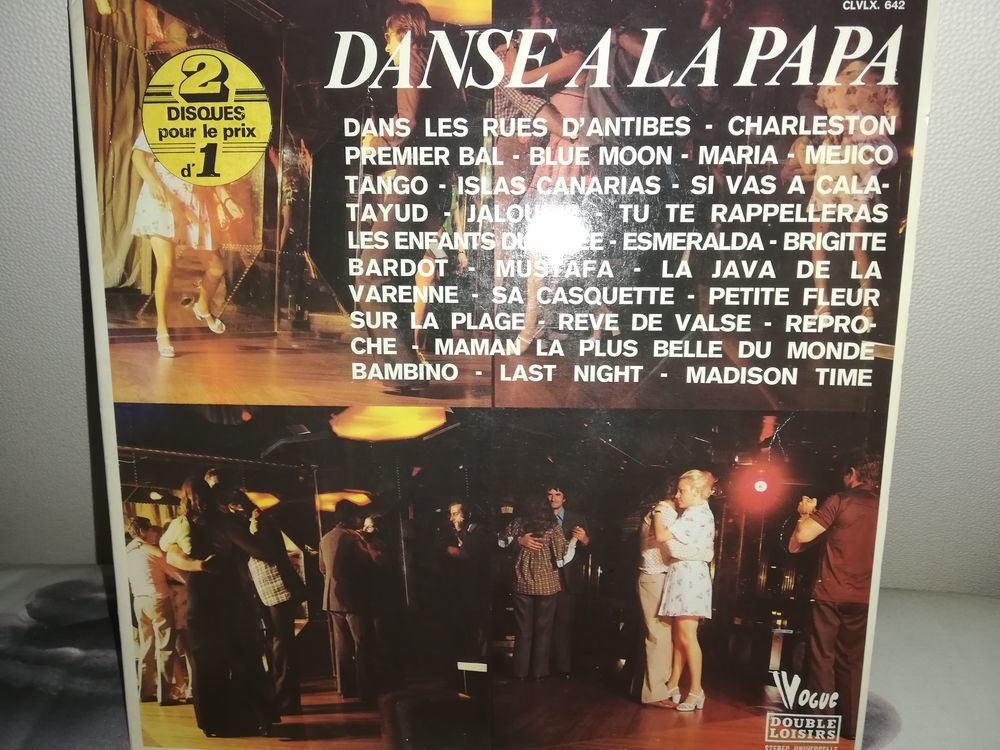 CLVLX. 642
DANSE A LA PAPA
2
DISQUES
pour le prix
d'1
DANS LES RUES D'ANTIBES - CHARLESTON
PREMIER BAL - BLUE MOON - MARIA - MEJICO
TANGO - ISLAS CANARIAS - SI VAS A CALA-
TAYUD - - TU TE RAPPELLERAS
LES ENFANTS - ESMERALDA - BRIGITTE
BARDOT - MUSTAFA - LA JAVA DE LA
VARENNE - SA CASQUETTE - PETITE FLEUR
SUR LA PLAGE - REVE DE VALSE - REPRO-
CHE - MAMAN LA PLUS BELLE DU MONDE
BAMBINO - LAST NIGHT - MADISON TIME
VOGUE
DOUBLE
LOISIRS
STEREO UNIVERSELLE